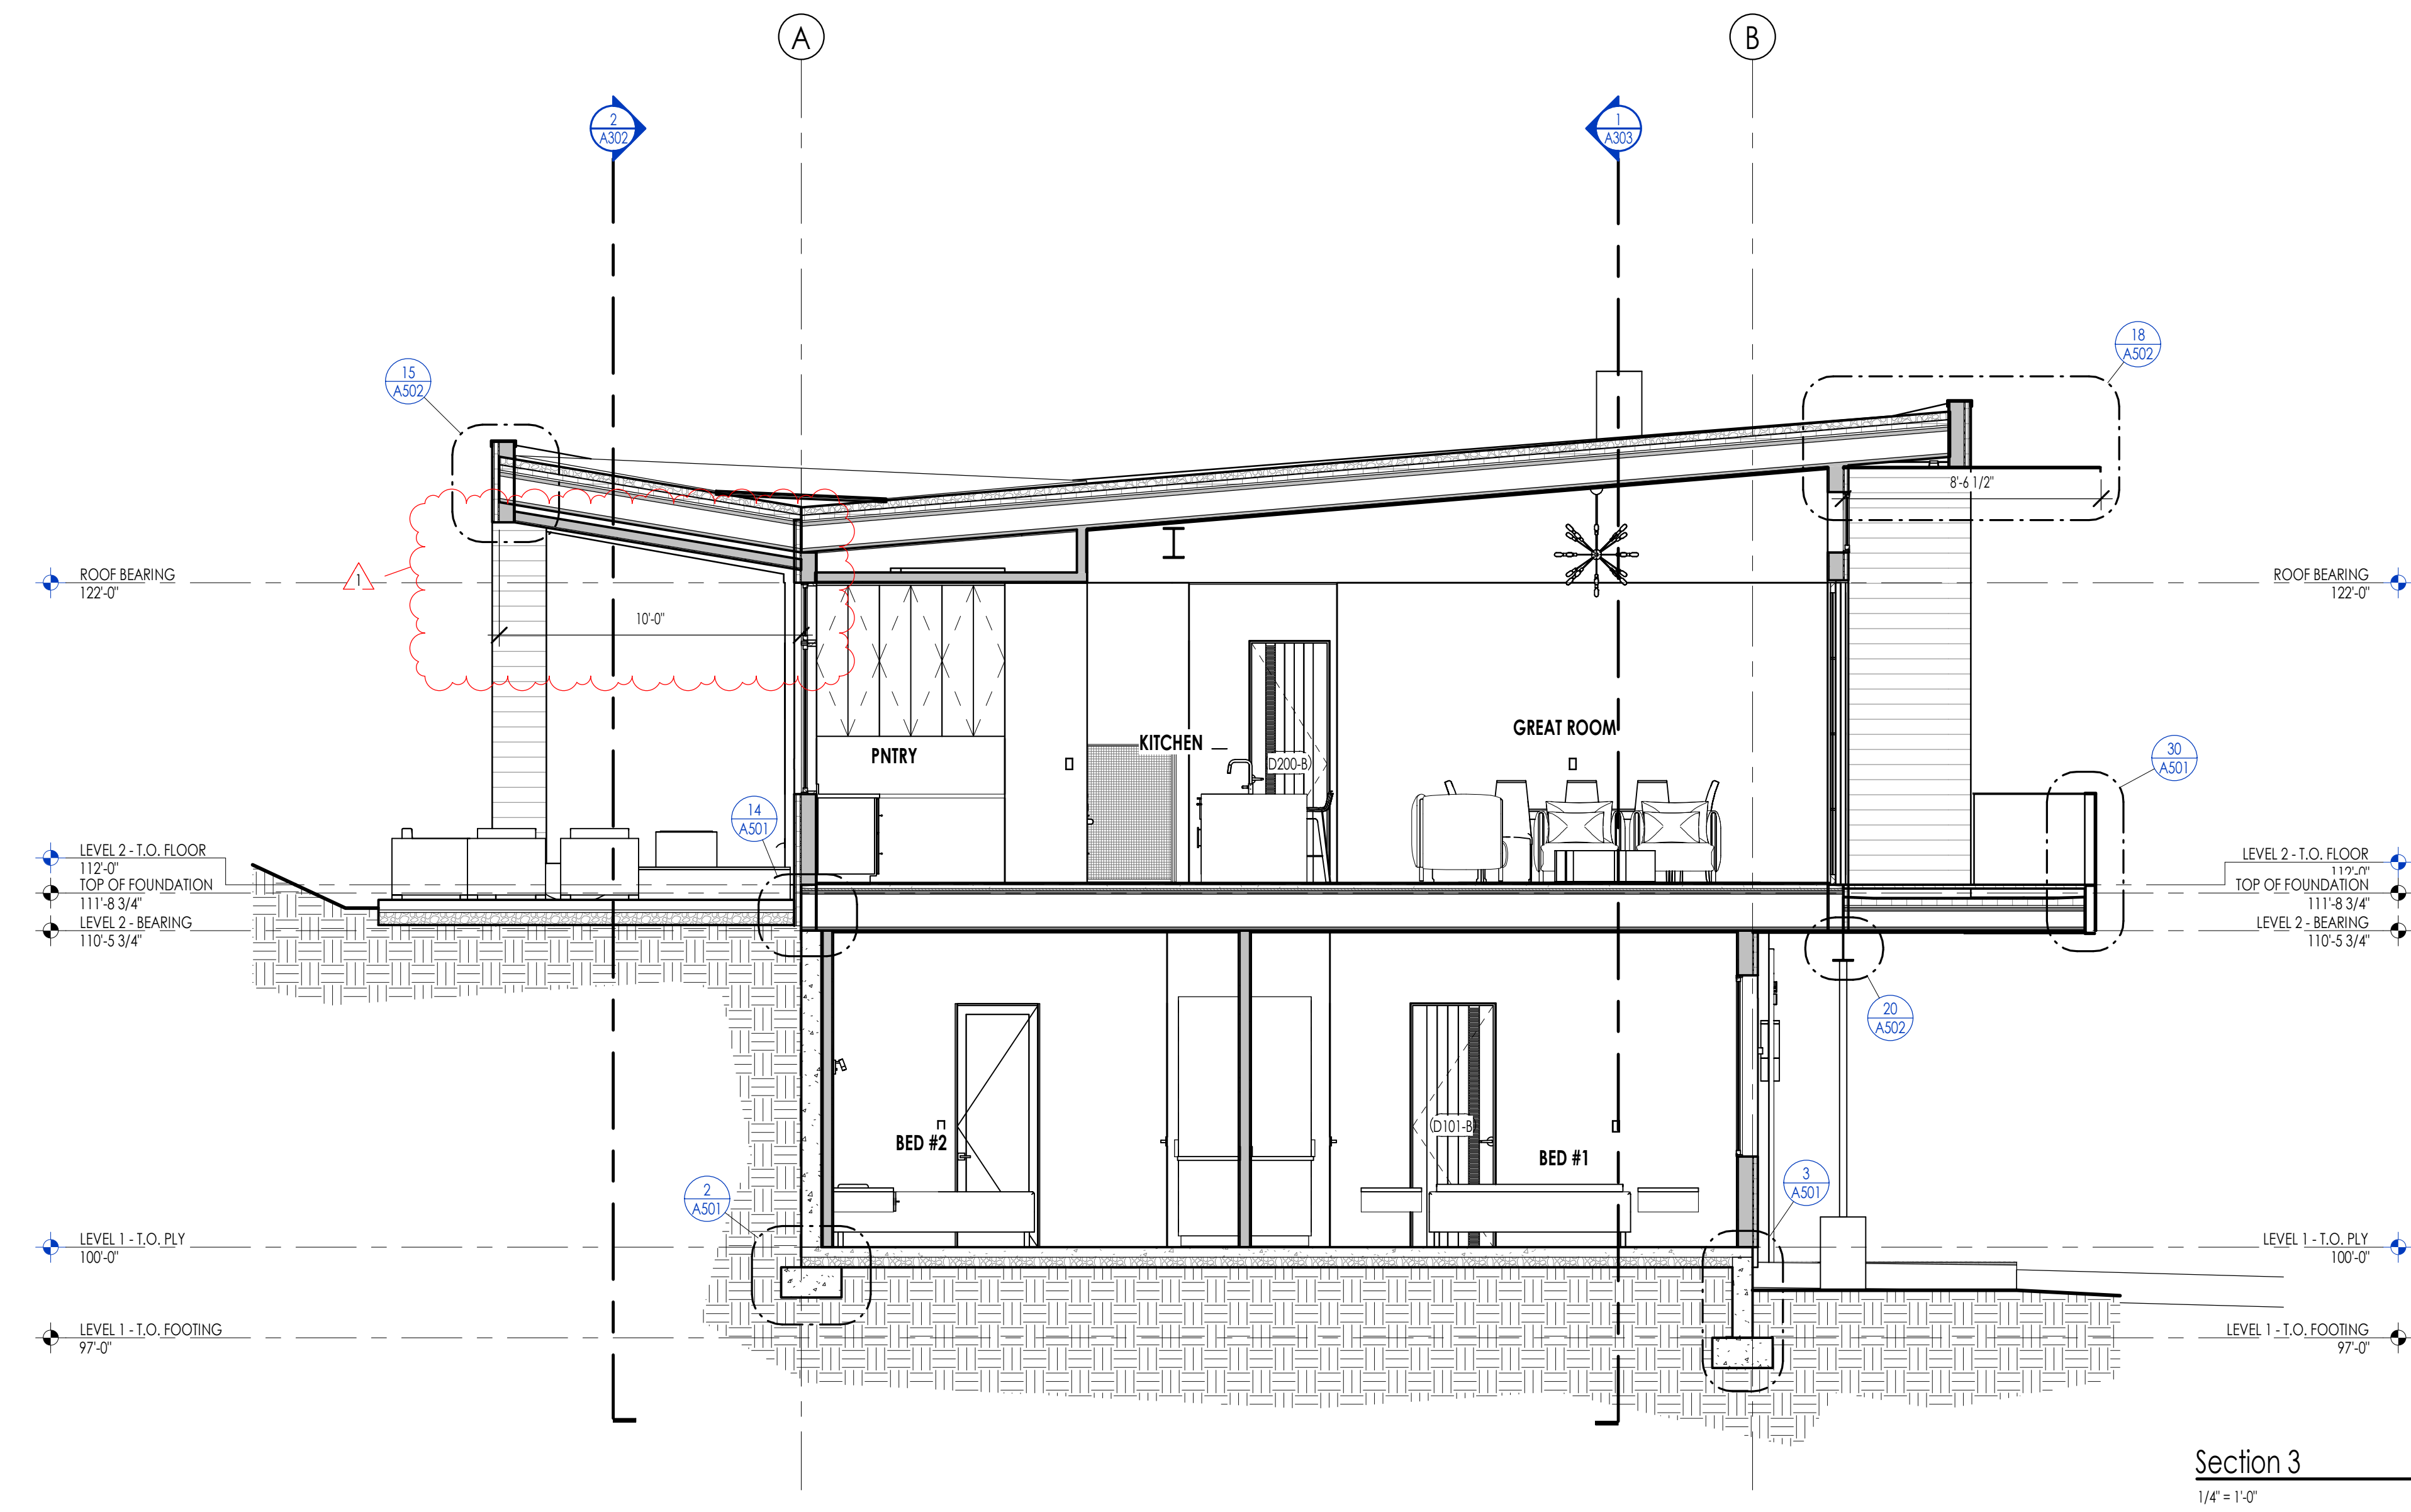 A
B
2
A302
1
A303
18
A502
15
A502
8'-6 1/2"
ROOF BEARING
122'-0"
1
ROOF BEARING
122'-0"
10'-0"
GREAT ROOM
KITCHEN
PNTRY
D200-B
30
A501
14
A501
LEVEL 2 - T.O. FLOOR
112'-0"
TOP OF FOUNDATION
111'-8 3/4"
LEVEL 2 - BEARING
110'-5 3/4"
LEVEL 2 - T.O. FLOOR
112'-0"
TOP OF FOUNDATION
111'-8 3/4"
LEVEL 2 - BEARING
110'-5 3/4"
20
A502
D101-B
BED #2
BED #1
2
A501
3
A501
LEVEL 1 - T.O. PLY
100'-0"
LEVEL 1 - T.O. PLY
100'-0"
LEVEL 1 - T.O. FOOTING
97'-0"
LEVEL 1 - T.O. FOOTING
97'-0"
Section 3
1/4" = 1'-0"